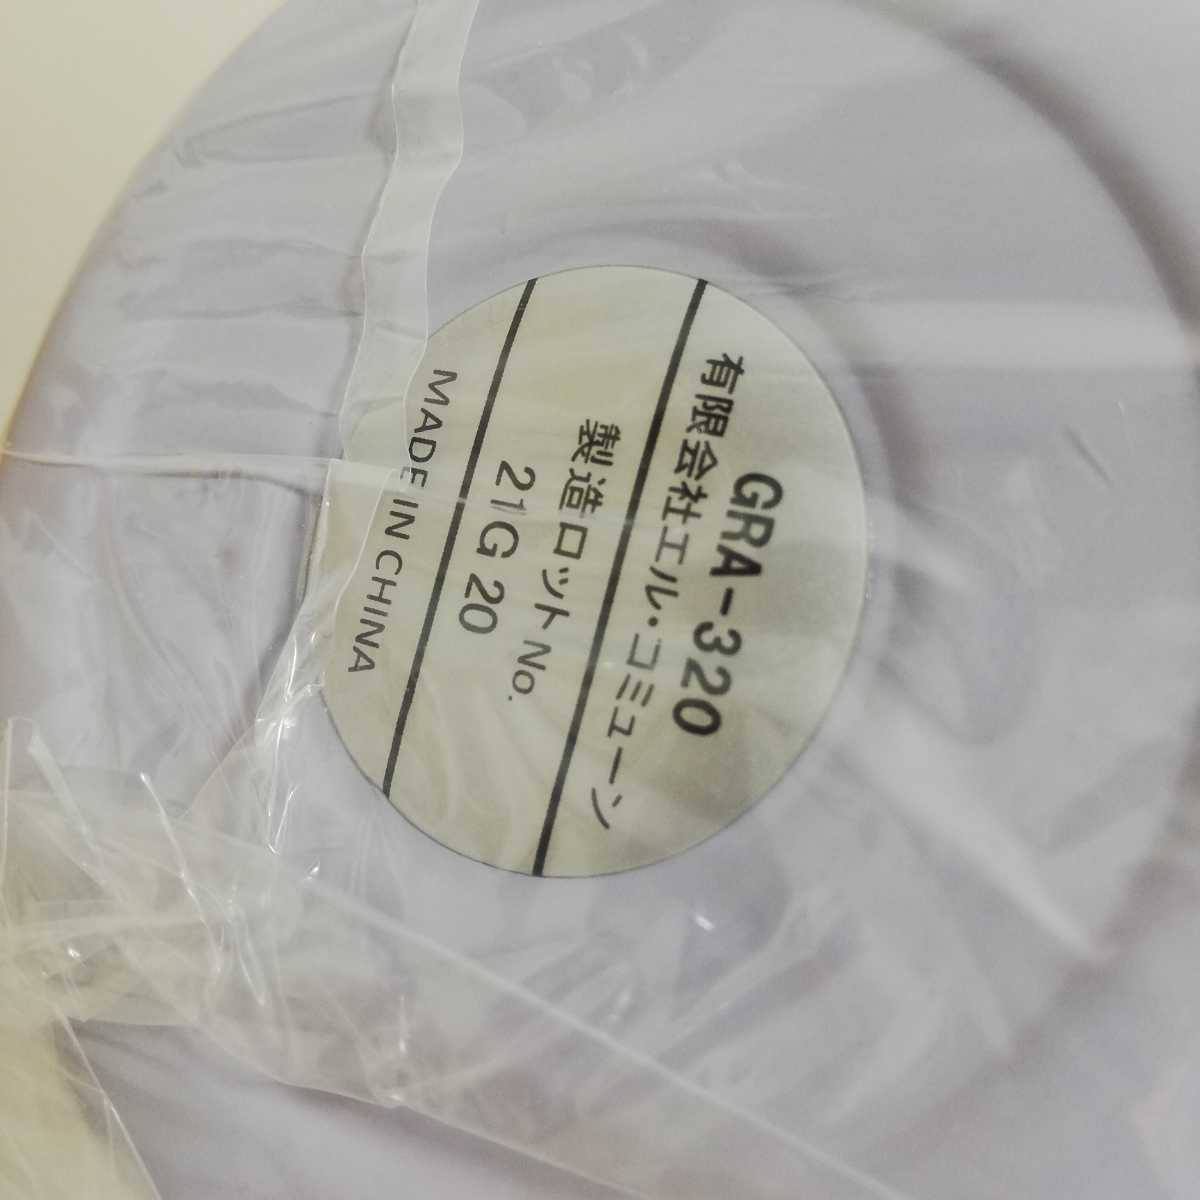 GRA-320
有限会社エル・コミューン
製造ロットNo.
21G 20
MADE IN CHINA